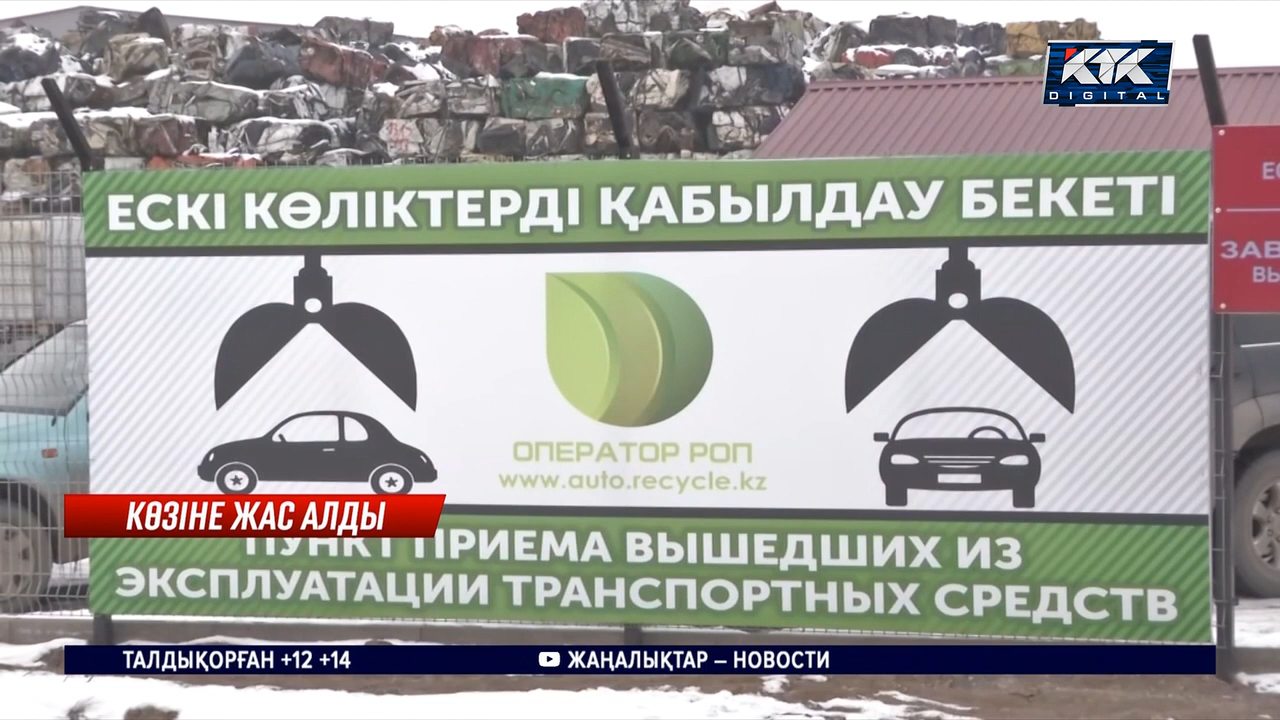 КТК
DIGITAL
ЕСКІ КӨЛІКТЕРДІ ҚАБЫЛДАУ БЕКЕТІ
ОПЕРАТОР РОП
www.auto.recycle.kz
КӨЗІНЕ ЖАС АЛДЫ
ПУНКТ ПРИЕМА ВЫШЕДШИХ ИЗ
ЭКСПЛУАТАЦИИ ТРАНСПОРТНЫХ СРЕДСТВ
ТАЛДЫҚОРҒАН +12 +14
ЖАҢАЛЫҚТАР – НОВОСТИ